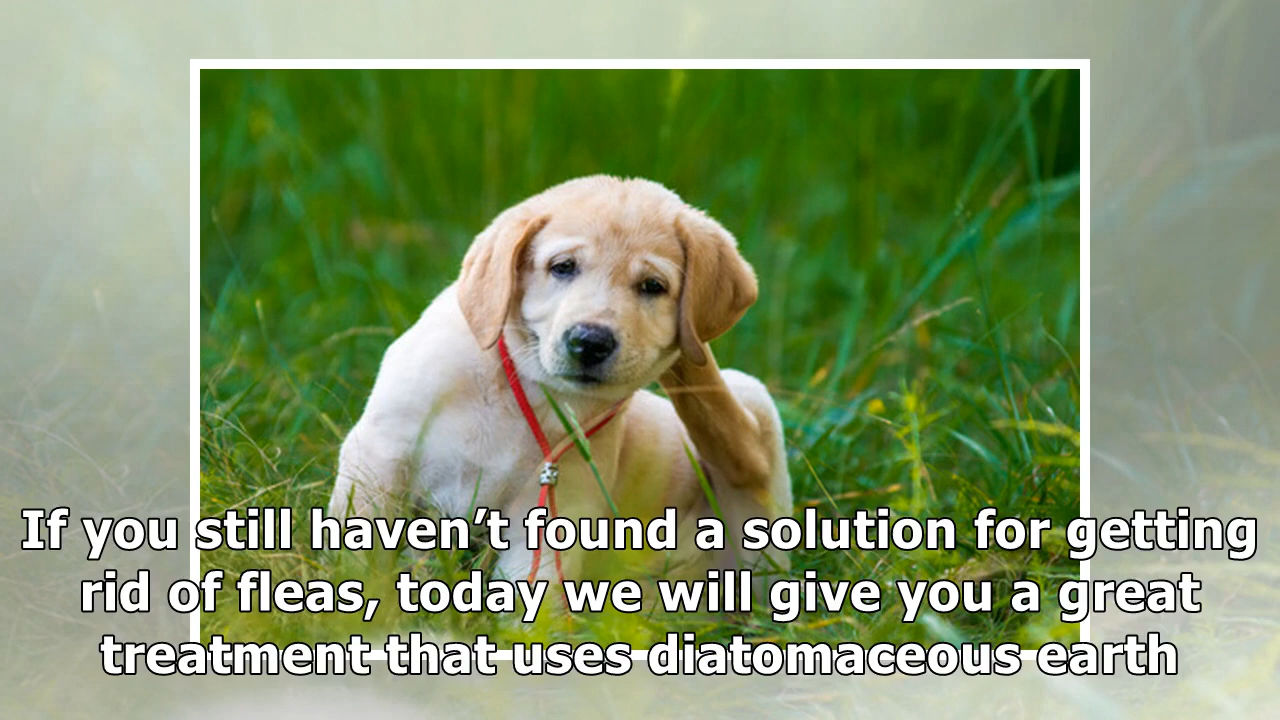 If you still haven’t found a solution for getting
rid of fleas, today we will give you a great
treatment that uses diatomaceous earth